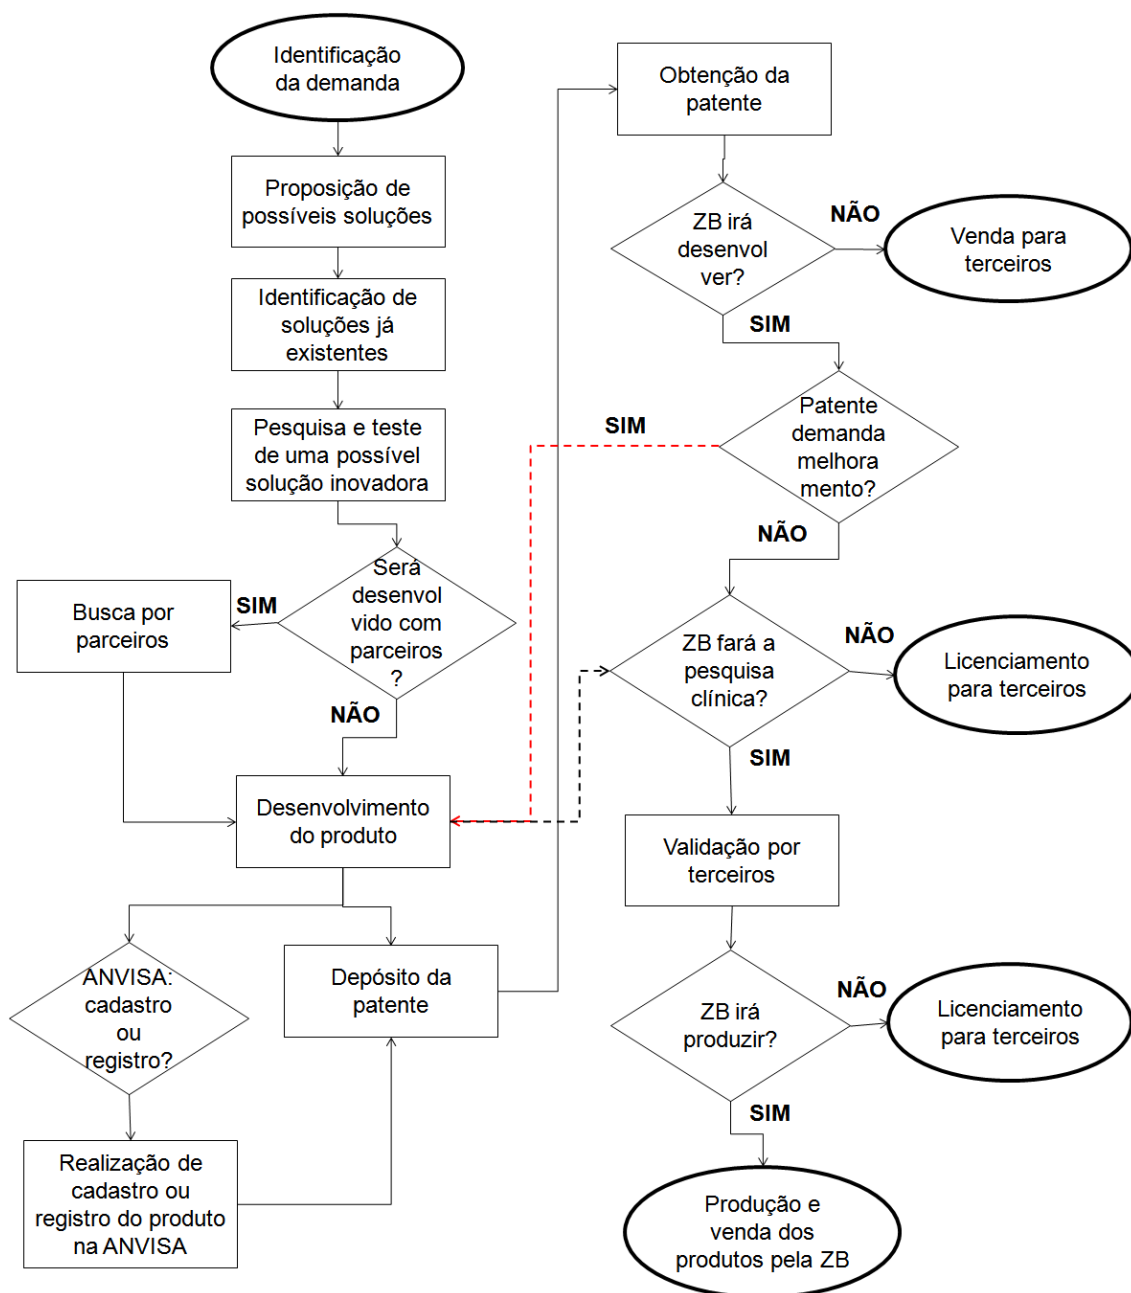 Identificação
da demanda
Proposição de
possíveis soluções
Identificação de
soluções já
existentes
Pesquisa e teste
de uma possível
solução inovadora
Será
desenvol
vido com
parceiros
?
SIM
Busca por
parceiros
NÃO
Desenvolvimento
do produto
ANVISA:
cadastro
ou
registro?
Depósito da
patente
Realização de
cadastro ou
registro do produto
na ANVISA
Obtenção da
patente
ZB irá
desenvol
ver?
NÃO
Venda para
terceiros
SIM
Patente
demanda
melhora
mento?
SIM
NÃO
ZB fará a
pesquisa
clínica?
NÃO
Licenciamento
para terceiros
SIM
Validação por
terceiros
ZB irá
produzir?
NÃO
Licenciamento
para terceiros
SIM
Produção e
venda dos
produtos pela ZB